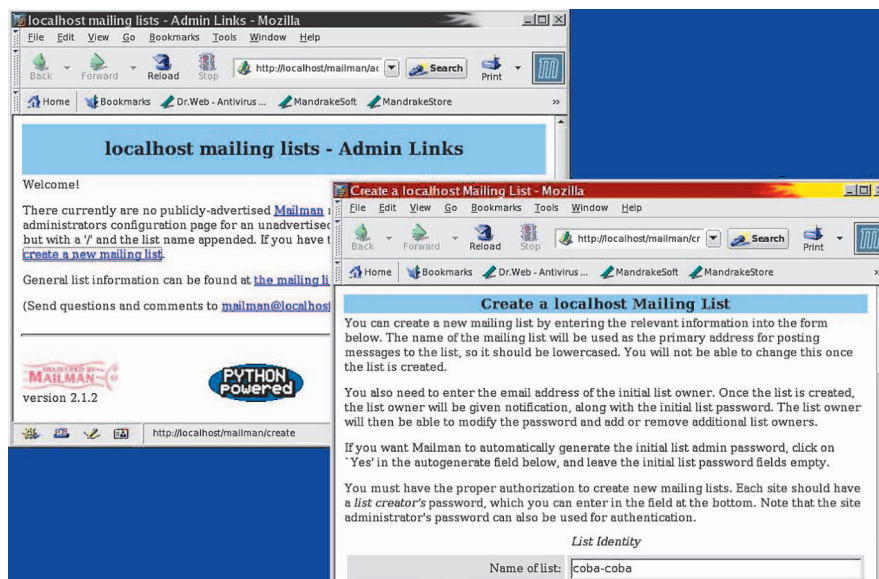 localhost mailing lists - Admin Links - Mozilla
File Edit View Go Bookmarks Tools Window Help
Back Forward Reload Stop http://localhost/mailman/ac Search Print
Home Bookmarks Dr.Web - Antivirus ... MandrakeSoft MandrakeStore »
localhost mailing lists - Admin Links
Welcome!
There currently are no publicly-advertised Mailman
administrators configuration page for an unadvertised
but with a '/' and the list name appended. If you have t
create a new mailing list.
General list information can be found at the mailing li
(Send questions and comments to mailman@localhos
DELIVERED BY
MAILMAN
version 2.1.2
PYTHON
Powered
http://localhost/mailman/create
Create a localhost Mailing List - Mozilla
File Edit View Go Bookmarks Tools Window Help
Back Forward Reload Stop http://localhost/mailman/cr Search Print
Home Bookmarks Dr.Web - Antivirus ... MandrakeSoft MandrakeStore »
Create a localhost Mailing List
You can create a new mailing list by entering the relevant information into the form
below. The name of the mailing list will be used as the primary address for posting
messages to the list, so it should be lowercased. You will not be able to change this once
the list is created.
You also need to enter the email address of the initial list owner. Once the list is created,
the list owner will be given notification, along with the initial list password. The list owner
will then be able to modify the password and add or remove additional list owners.
If you want Mailman to automatically generate the initial list admin password, click on
`Yes' in the autogenerate field below, and leave the initial list password fields empty.
You must have the proper authorization to create new mailing lists. Each site should have
a list creator's password, which you can enter in the field at the bottom. Note that the site
administrator's password can also be used for authentication.
List Identity
Name of list: coba-coba